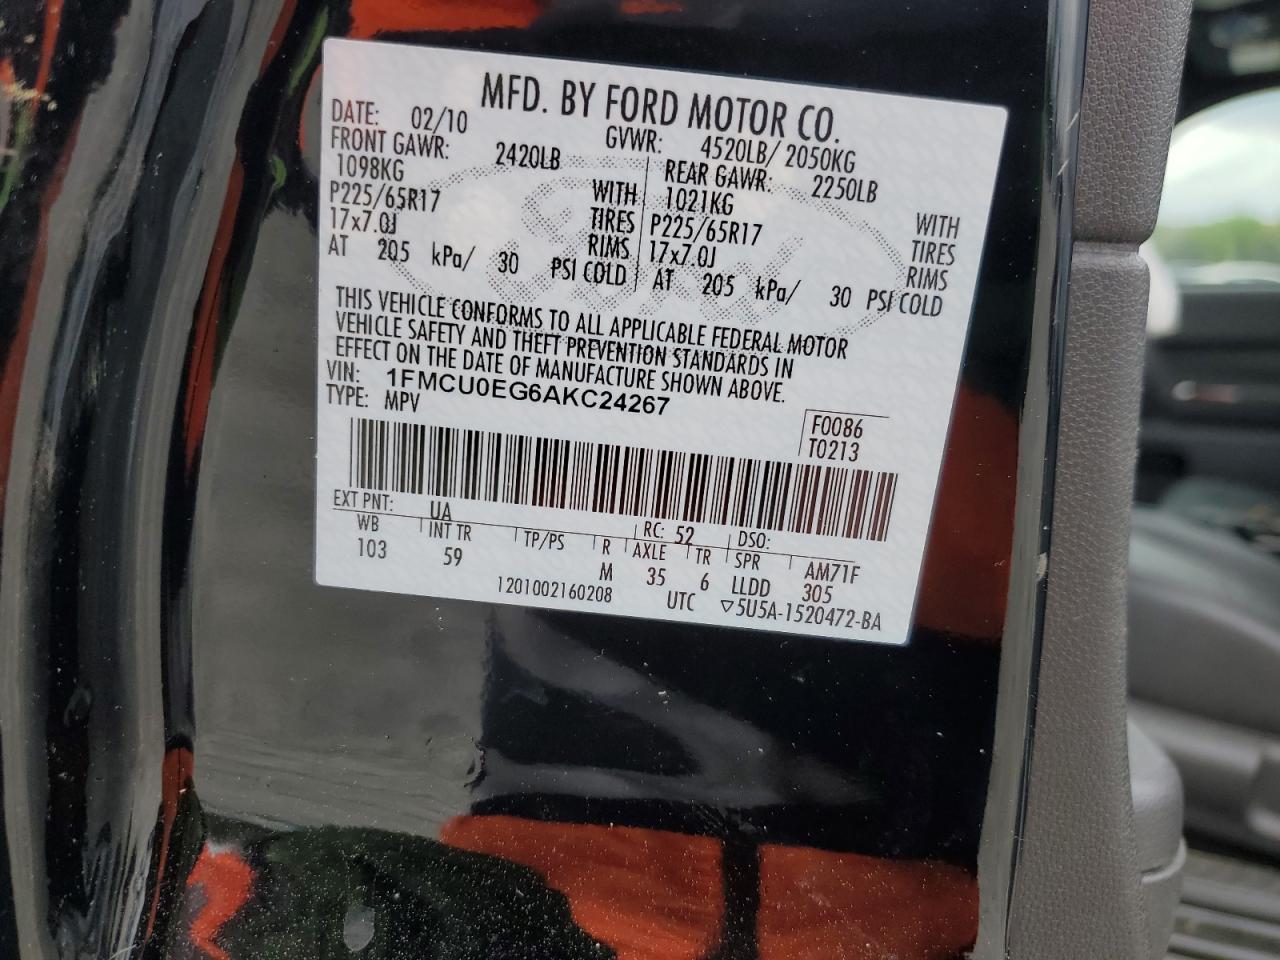 MFD. BY FORD MOTOR CO.
DATE: 02/10 GVWR: 4520LB/ 2050KG
FRONT GAWR: 2420LB REAR GAWR: 2250LB
1098KG WITH 1021KG WITH
P225/65R17 TIRES P225/65R17 TIRES
17x7.0J RIMS 17x7.0J RIMS
AT 205 kPa/ 30 PSI COLD AT 205 kPa/ 30 PSI COLD
THIS VEHICLE CONFORMS TO ALL APPLICABLE FEDERAL MOTOR
VEHICLE SAFETY AND THEFT PREVENTION STANDARDS IN
EFFECT ON THE DATE OF MANUFACTURE SHOWN ABOVE.
VIN: 1FMCU0EG6AKC24267
TYPE: MPV
F0086
T0213
EXT PNT: UA RC: 52 DSO:
WB INT TR TP/PS R AXLE TR SPR AM71F
103 59 M 35 6 LLDD 305
1201002160208 UTC ▽5U5A-1520472-BA